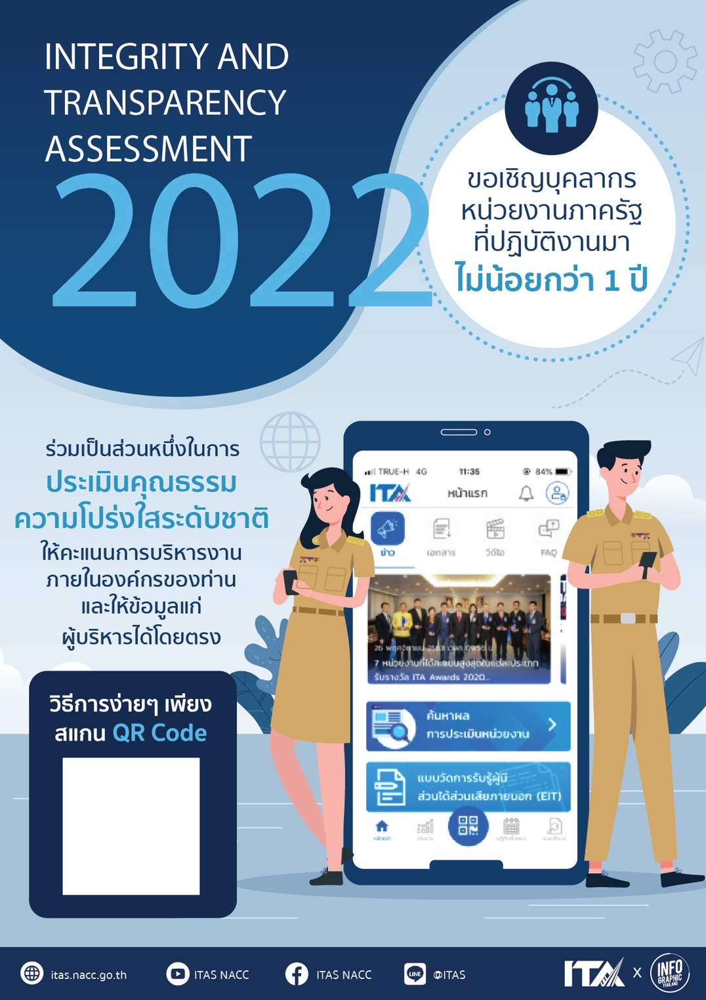 INTEGRITY AND
TRANSPARENCY
ASSESSMENT
2022
ขอเชิญบุคลากร
หน่วยงานภาครัฐ
ที่ปฏิบัติงานมา
ไม่น้อยกว่า 1 ปี
ร่วมเป็นส่วนหนึ่งในการ
ประเมินคุณธรรม
ความโปร่งใสระดับชาติ
ให้คะแนนการบริหารงาน
ภายในองค์กรของท่าน
และให้ข้อมูลแก่
ผู้บริหารได้โดยตรง
วิธีการง่ายๆ เพียง
สแกน QR Code
TRUE-H 4G 11:35 84%
ITA หน้าแรก
ข่าว เอกสาร วีดีโอ FAQ
26 พฤศจิกายน 2563 เวลา 09:56 น
7 หน่วยงานที่ได้คะแนนสูงสุดในแต่ละประเภท
รับรางวัล ITA Awards 2020...
ค้นหาผล
การประเมินหน่วยงาน
แบบวัดการรับรู้ผู้มี
ส่วนได้ส่วนเสียภายนอก (EIT)
หน้าแรก
itas.nacc.go.th ITAS NACC ITAS NACC LINE @ITAS ITA X INFO
GRAPHIC
THAILAND